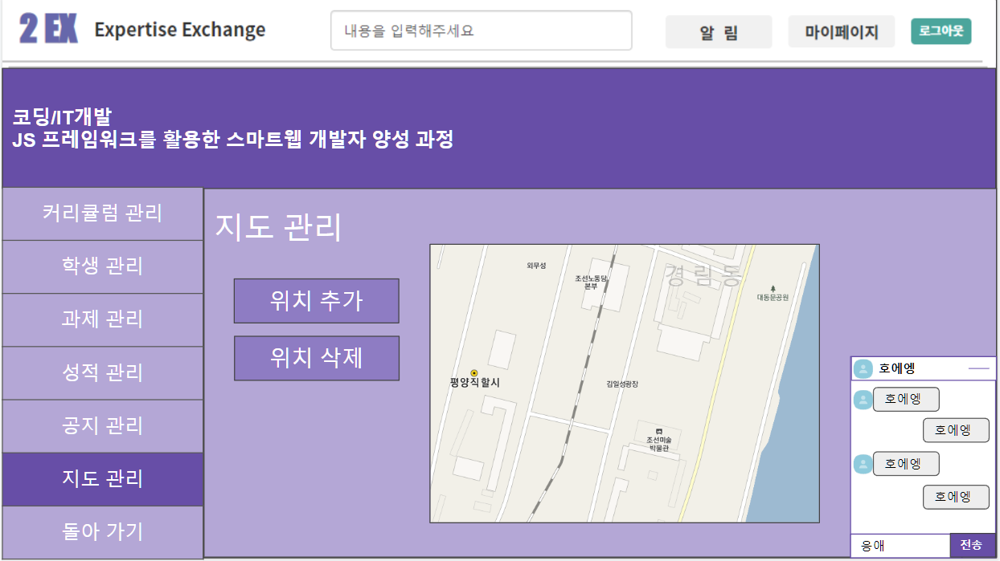 2 EX
Expertise Exchange
내용을 입력해주세요
알 림
마이페이지
로그아웃
코딩/IT개발
JS 프레임워크를 활용한 스마트웹 개발자 양성 과정
커리큘럼 관리
학생 관리
과제 관리
성적 관리
공지 관리
지도 관리
돌아 가기
지도 관리
위치 추가
위치 삭제
외무성
조선노동당
본부
경림동
대동문공원
평양직할시
김일성광장
조선미술
박물관
호에엥
호에엥
호에엥
호에엥
호에엥
응애
전송